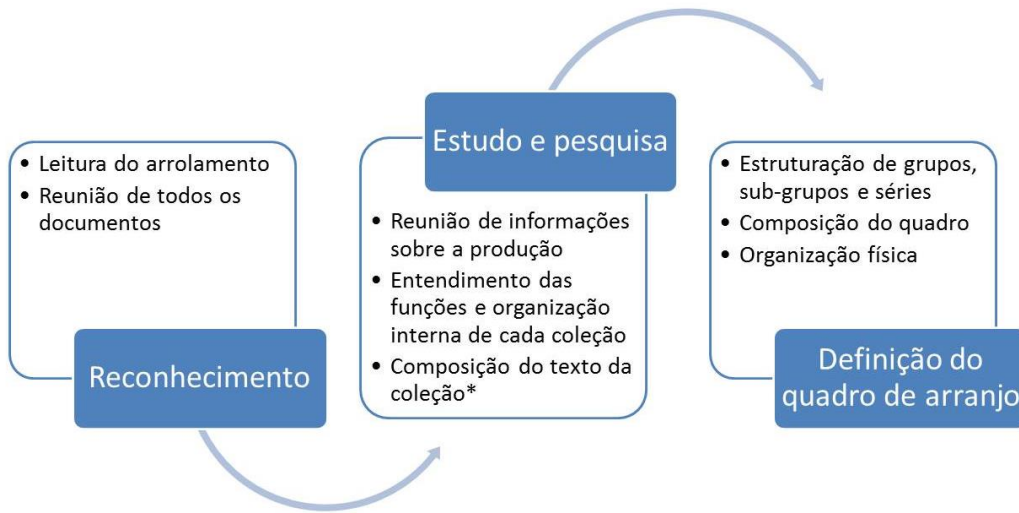 • Leitura do arrolamento
• Reunião de todos os
documentos
Reconhecimento
Estudo e pesquisa
• Reunião de informações
sobre a produção
• Entendimento das
funções e organização
interna de cada coleção
• Composição do texto da
coleção*
• Estruturação de grupos,
sub-grupos e séries
• Composição do quadro
• Organização física
Definição do
quadro de arranjo